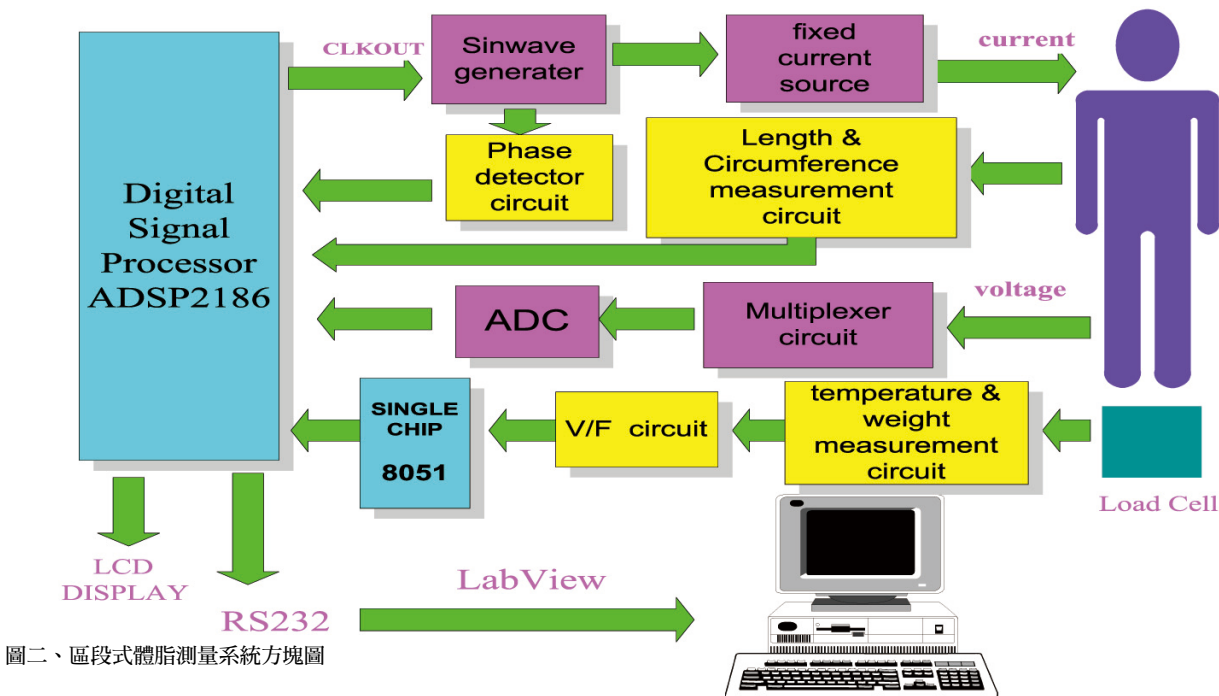 CLKOUT
Sinwave
generater
fixed
current
source
current
Phase
detector
circuit
Length &
Circumference
measurement
circuit
Digital
Signal
Processor
ADSP2186
ADC
Multiplexer
circuit
voltage
SINGLE
CHIP
8051
V/F circuit
temperature &
weight
measurement
circuit
Load Cell
LCD
DISPLAY
RS232
LabView
圖二、區段式體脂測量系統方塊圖